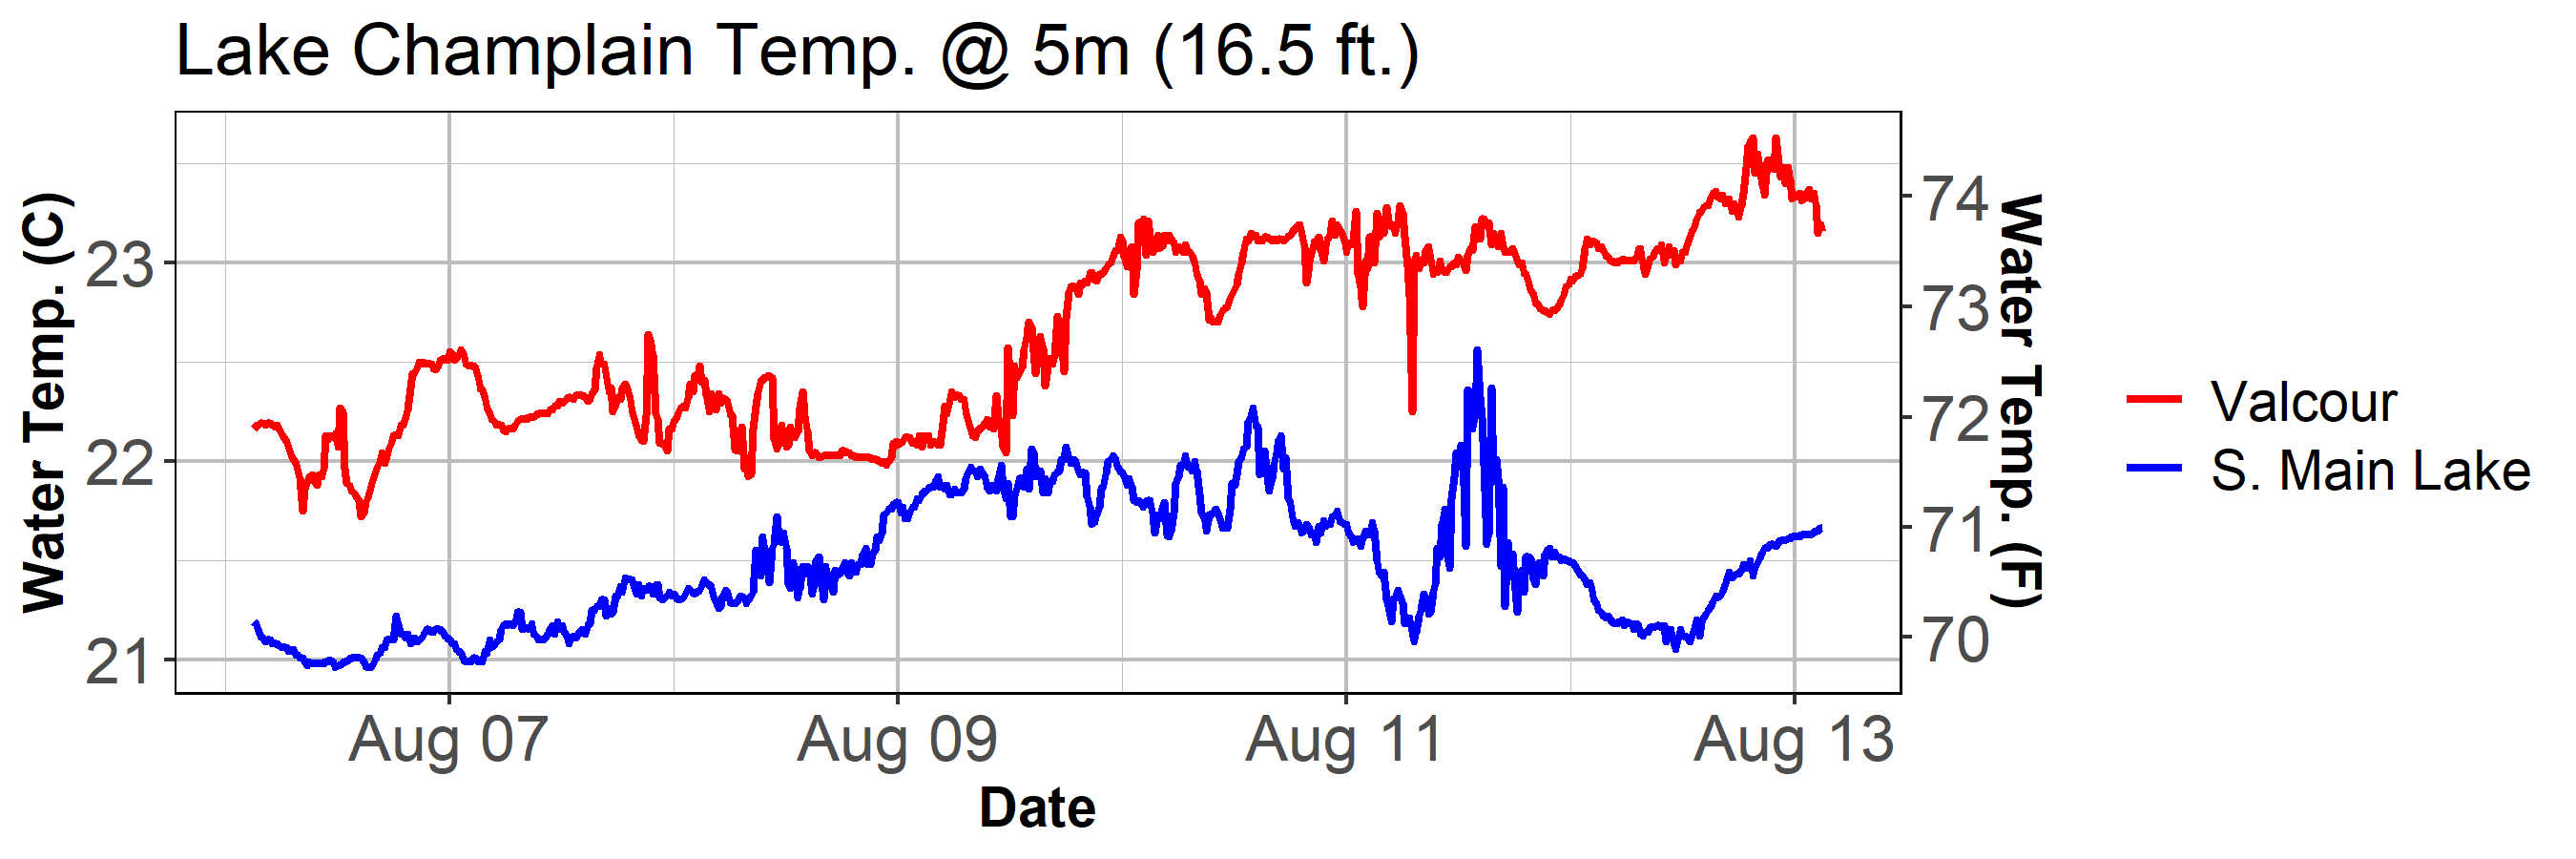 Lake Champlain Temp. @ 5m (16.5 ft.)
Water Temp. (C)
23
22
21
74
73
72
71
70
Water Temp. (F)
Aug 07
Aug 09
Aug 11
Aug 13
Date
Valcour
S. Main Lake